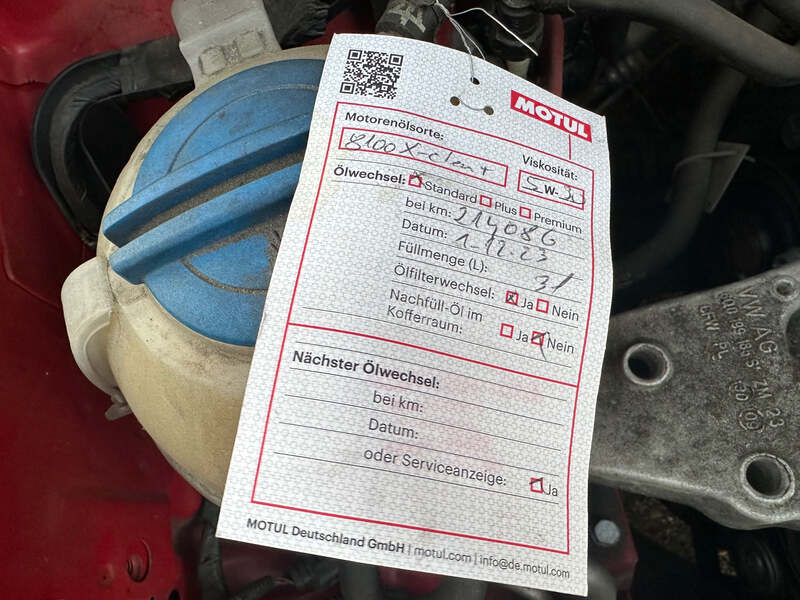 MOTUL
Motorenölsorte:
Viskosität:
8100 X-clean+
5W-30
Ölwechsel: Standard Plus Premium
bei km: 214086
Datum: 1-12-23
Füllmenge (L): 3l
Ölfilterwechsel: Ja Nein
Nachfüll-Öl im
Kofferraum: Ja Nein
Nächster Ölwechsel:
bei km:
Datum:
oder Serviceanzeige: Ja
MOTUL Deutschland GmbH | motul.com | info@de.motul.com
VW AG